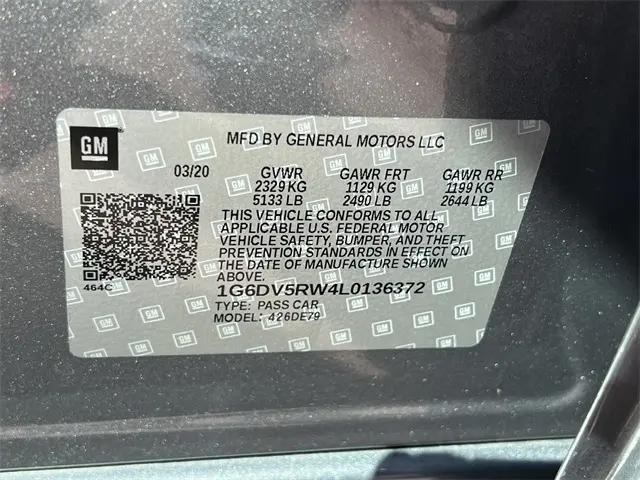 GM
MFD BY GENERAL MOTORS LLC
03/20 GVWR GAWR FRT GAWR RR
2329 KG 1129 KG 1199 KG
5133 LB 2490 LB 2644 LB
THIS VEHICLE CONFORMS TO ALL
APPLICABLE U.S. FEDERAL MOTOR
VEHICLE SAFETY, BUMPER, AND THEFT
PREVENTION STANDARDS IN EFFECT ON
THE DATE OF MANUFACTURE SHOWN
ABOVE.
464C
1G6DV5RW4L0136372
TYPE: PASS CAR
MODEL: 426DE79